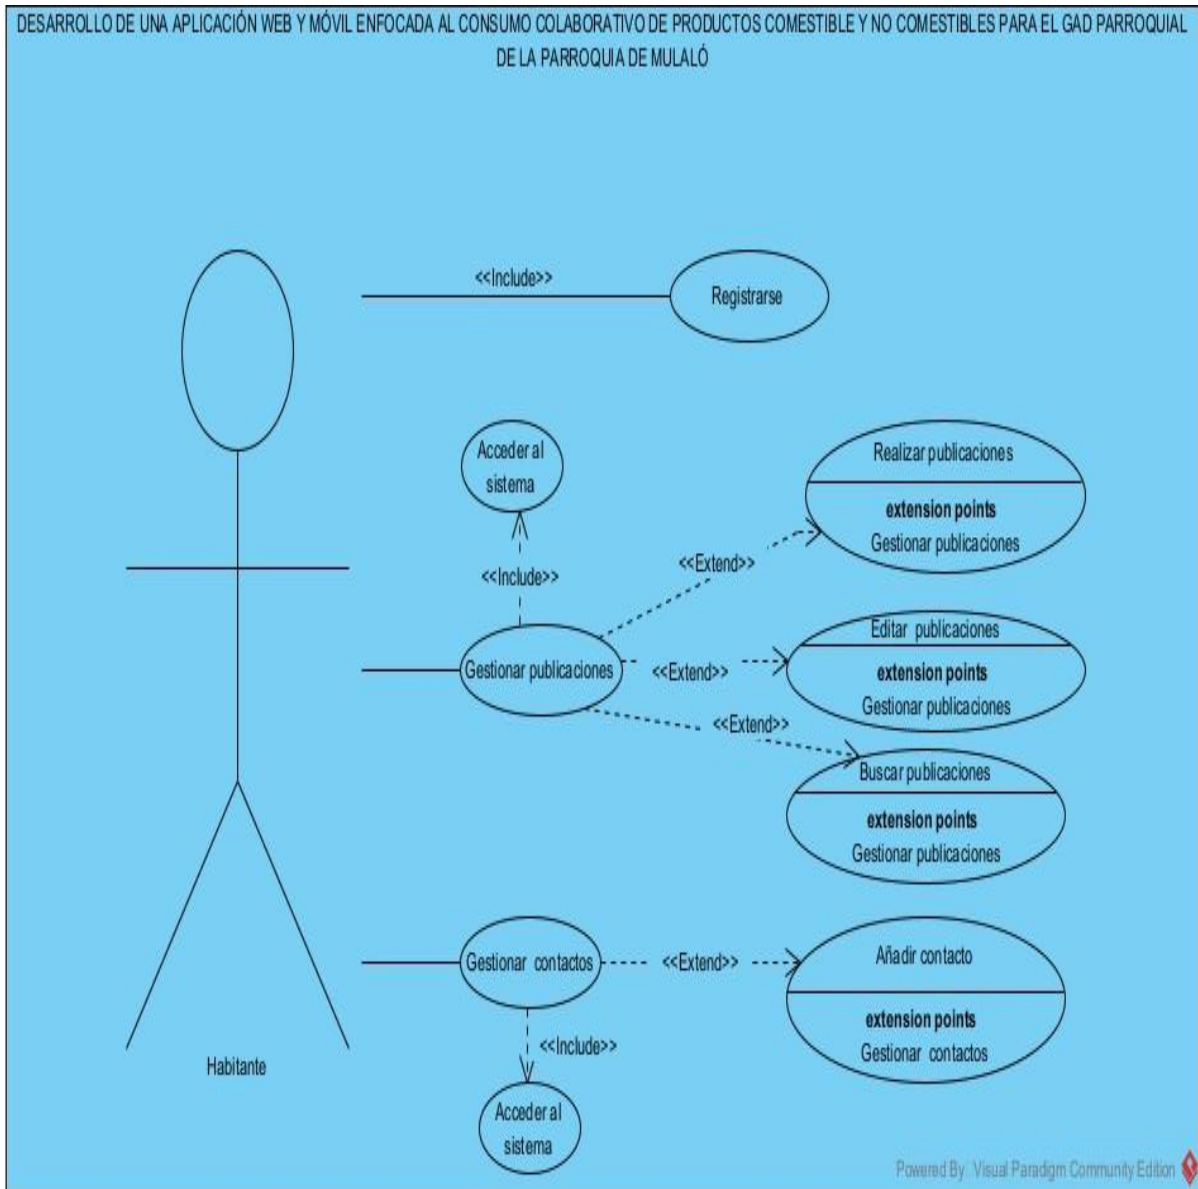 DESARROLLO DE UNA APLICACIÓN WEB Y MÓVIL ENFOCADA AL CONSUMO COLABORATIVO DE PRODUCTOS COMESTIBLE Y NO COMESTIBLES PARA EL GAD PARROQUIAL
DE LA PARROQUIA DE MULALÓ
<<Include>>
Registrarse
Acceder al
sistema
<<Include>>
Gestionar publicaciones
<<Extend>>
Realizar publicaciones
extension points
Gestionar publicaciones
<<Extend>>
Editar publicaciones
extension points
Gestionar publicaciones
<<Extend>>
Buscar publicaciones
extension points
Gestionar publicaciones
Gestionar contactos
<<Extend>>
Añadir contacto
extension points
Gestionar contactos
<<Include>>
Acceder al
sistema
Habitante
Powered By Visual Paradigm Community Edition